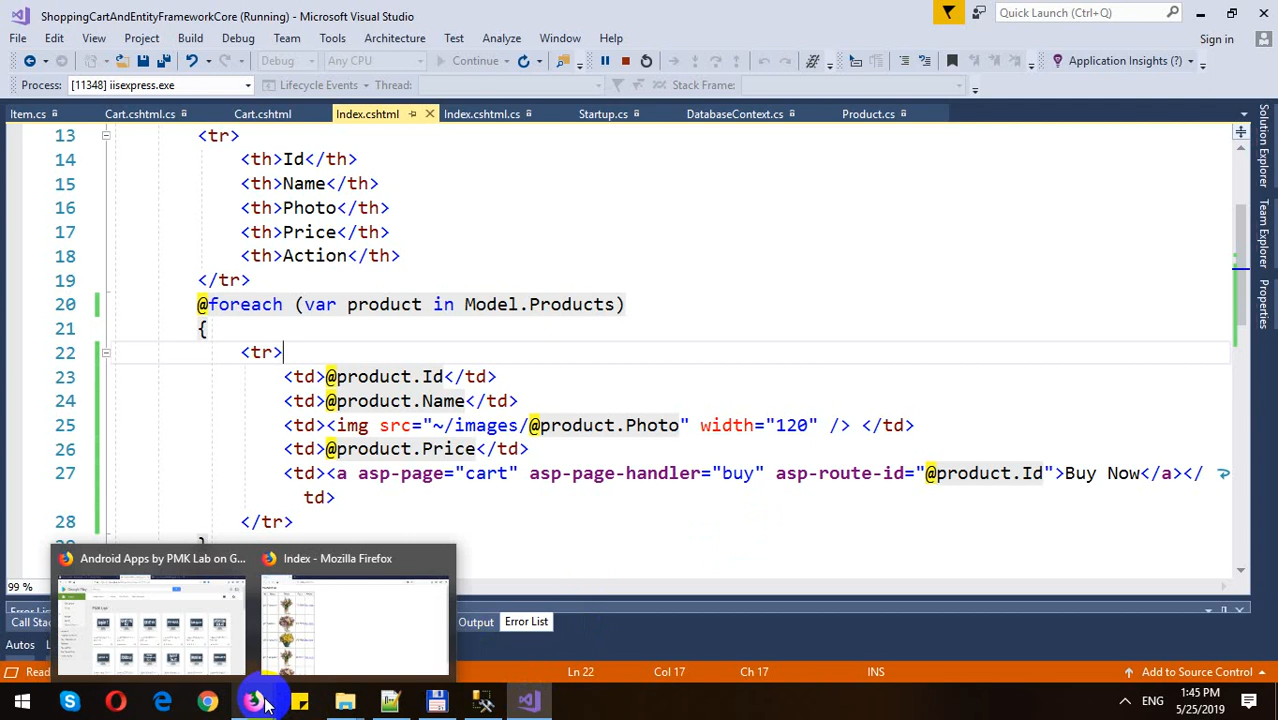 ShoppingCartAndEntityFrameworkCore (Running) - Microsoft Visual Studio
Quick Launch (Ctrl+Q)
File Edit View Project Build Debug Team Tools Architecture Test Analyze Window Help
Sign in
Debug Any CPU Continue Application Insights (?)
Process: [11348] iisexpress.exe Lifecycle Events Thread: Stack Frame:
Item.cs Cart.cshtml.cs Cart.cshtml Index.cshtml Index.cshtml.cs Startup.cs DatabaseContext.cs Product.cs
13 <tr>
14 <th>Id</th>
15 <th>Name</th>
16 <th>Photo</th>
17 <th>Price</th>
18 <th>Action</th>
19 </tr>
20 @foreach (var product in Model.Products)
21 {
22 <tr>
23 <td>@product.Id</td>
24 <td>@product.Name</td>
25 <td><img src="~/images/@product.Photo" width="120" /> </td>
26 <td>@product.Price</td>
27 <td><a asp-page="cart" asp-page-handler="buy" asp-route-id="@product.Id">Buy Now</a></
td>
28 </tr>
Solution Explorer
Team Explorer
Properties
Android Apps by PMK Lab on G... Index - Mozilla Firefox
99 %
Error List
Call Stack Output Error List
Autos
Ready Ln 22 Col 17 Ch 17 INS Add to Source Control
ENG 1:45 PM
5/25/2019